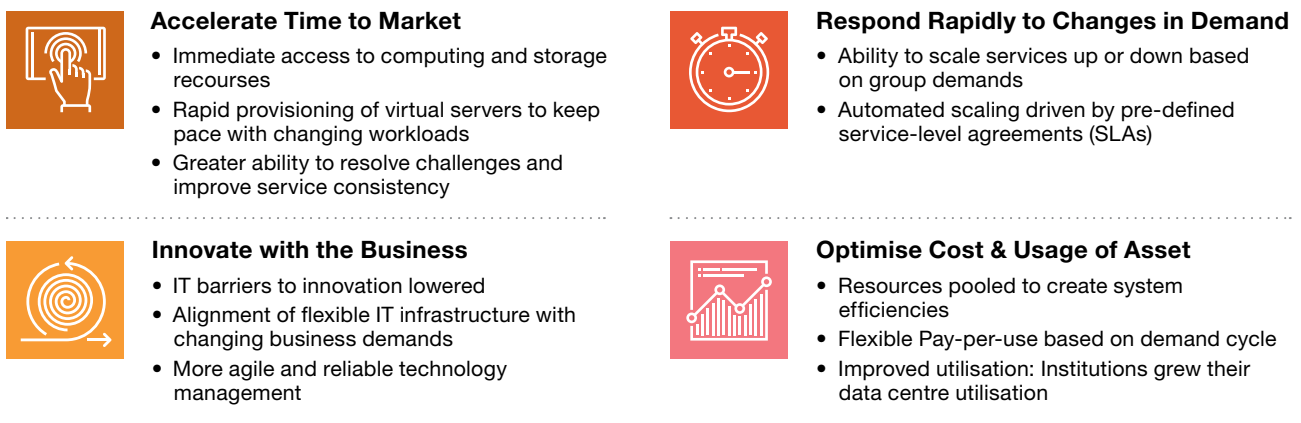 Accelerate Time to Market
• Immediate access to computing and storage
recourses
• Rapid provisioning of virtual servers to keep
pace with changing workloads
• Greater ability to resolve challenges and
improve service consistency
Respond Rapidly to Changes in Demand
• Ability to scale services up or down based
on group demands
• Automated scaling driven by pre-defined
service-level agreements (SLAs)
Innovate with the Business
• IT barriers to innovation lowered
• Alignment of flexible IT infrastructure with
changing business demands
• More agile and reliable technology
management
Optimise Cost & Usage of Asset
• Resources pooled to create system
efficiencies
• Flexible Pay-per-use based on demand cycle
• Improved utilisation: Institutions grew their
data centre utilisation